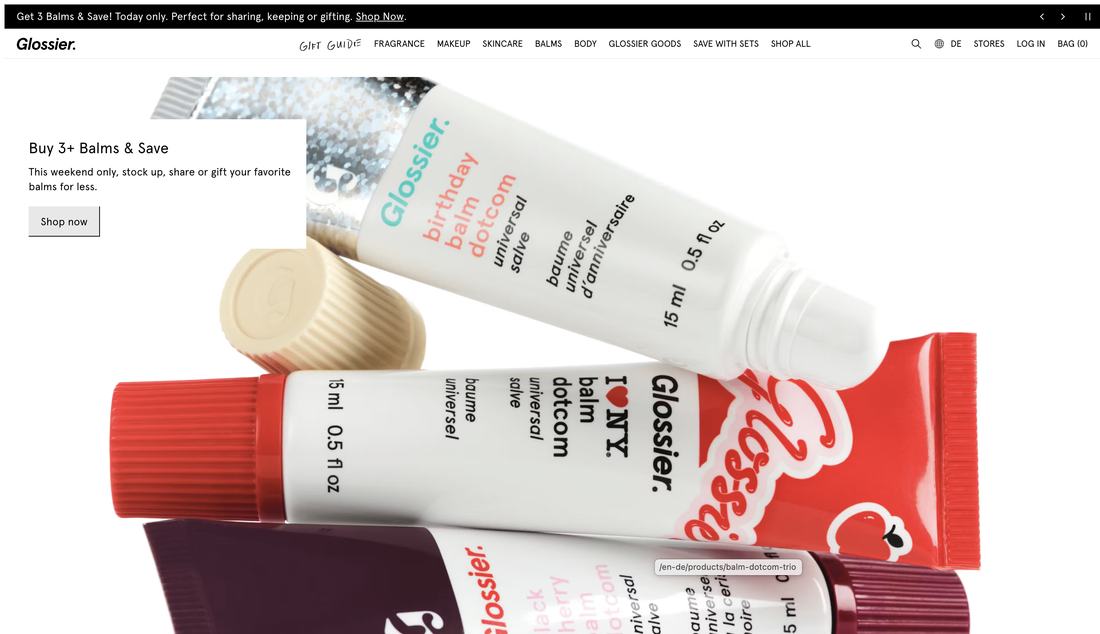 Get 3 Balms & Save! Today only. Perfect for sharing, keeping or gifting. Shop Now.
Glossier.
GIFT GUIDE FRAGRANCE MAKEUP SKINCARE BALMS BODY GLOSSIER GOODS SAVE WITH SETS SHOP ALL
DE STORES LOG IN BAG (0)
Buy 3+ Balms & Save
This weekend only, stock up, share or gift your favorite
balms for less.
Shop now
Glossier.
birthday
balm
dotcom
universal
salve
baume
universel
d'anniversaire
15 ml 0.5 fl oz
Glossier.
I ❤ NY.
balm
dotcom
universal
salve
baume
universel
15 ml 0.5 fl oz
Glossier
/en-de/products/balm-dotcom-trio
Glossier.
balm
dotcom